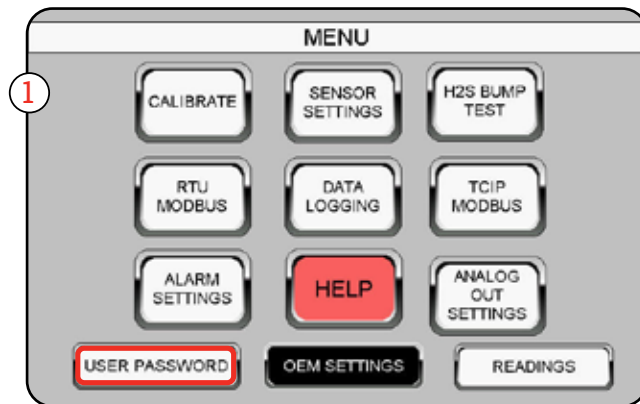 MENU
1
CALIBRATE
SENSOR
SETTINGS
H2S BUMP
TEST
RTU
MODBUS
DATA
LOGGING
TCIP
MODBUS
ALARM
SETTINGS
HELP
ANALOG
OUT
SETTINGS
USER PASSWORD
OEM SETTINGS
READINGS